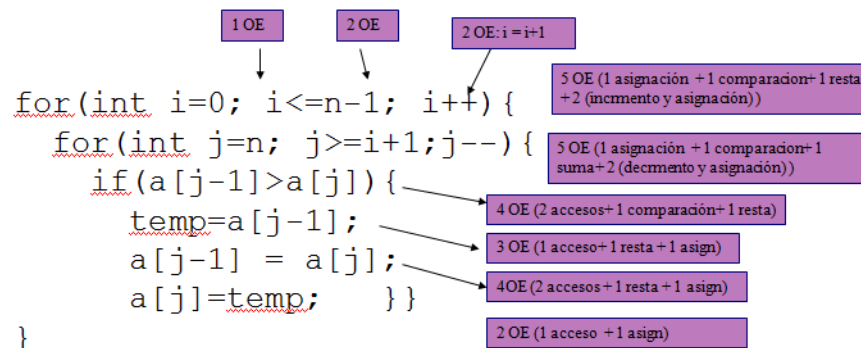 1 OE
2 OE
2 OE: i = i+1
for(int i=0; i<=n-1; i++){
5 OE (1 asignación + 1 comparacion+ 1 resta
+2 (incrmento y asignación))
for(int j=n; j>=i+1;j--){
5 OE (1 asignación + 1 comparacion+ 1
suma+ 2 (decrmento y asignación))
if(a[j-1]>a[j]){
4 OE (2 accesos+ 1 comparación+ 1 resta)
temp=a[j-1];
3 OE (1 acceso+ 1 resta + 1 asign)
a[j-1] = a[j];
4OE (2 accesos + 1 resta + 1 asign)
a[j]=temp; }}
2 OE (1 acceso + 1 asign)
}